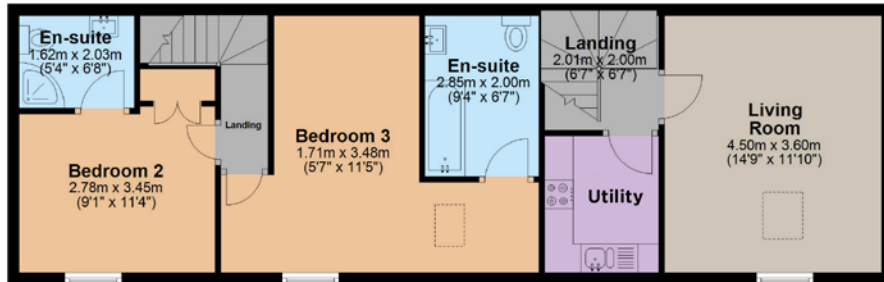 En-suite
1.62m x 2.03m
(5'4" x 6'8")
Landing
Bedroom 2
2.78m x 3.45m
(9'1" x 11'4")
Bedroom 3
1.71m x 3.48m
(5'7" x 11'5")
En-suite
2.85m x 2.00m
(9'4" x 6'7")
Landing
2.01m x 2.00m
(6'7" x 6'7")
Utility
Living
Room
4.50m x 3.60m
(14'9" x 11'10")